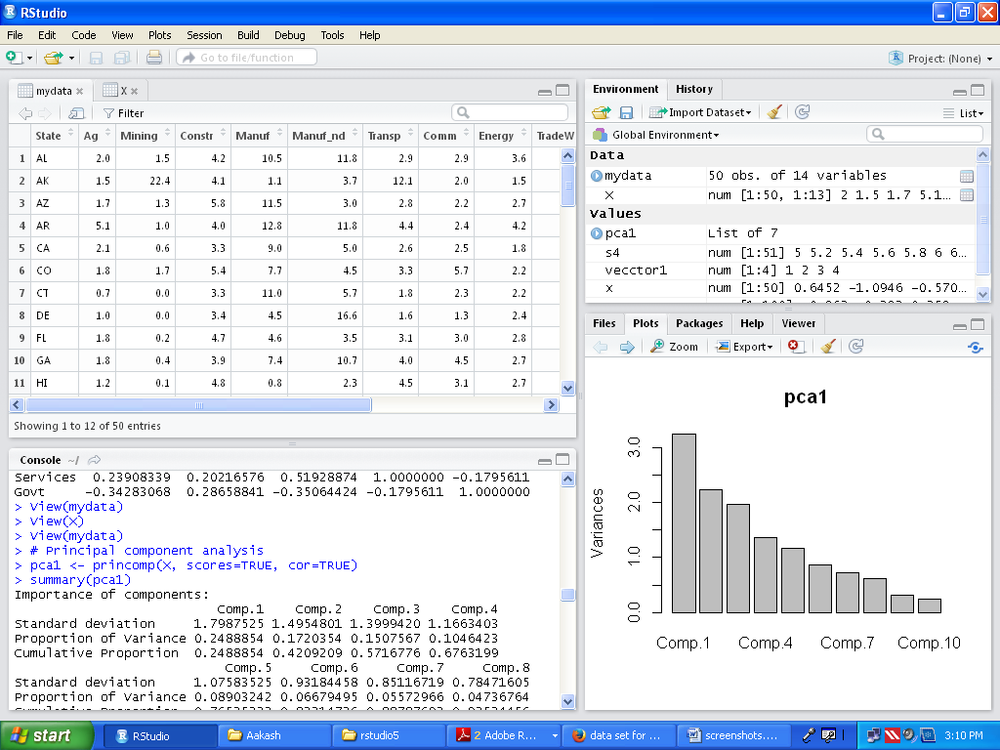 RStudio
File Edit Code View Plots Session Build Debug Tools Help
Go to file/function Project: (None)
mydata X
Filter
State Ag Mining Constr Manuf Manuf_nd Transp Comm Energy TradeW
1 AL 2.0 1.5 4.2 10.5 11.8 2.9 2.9 3.6
2 AK 1.5 22.4 4.1 1.1 3.7 12.1 2.0 1.5
3 AZ 1.7 1.3 5.8 11.5 3.0 2.8 2.2 2.7
4 AR 5.1 1.0 4.0 12.8 11.8 4.4 2.4 4.2
5 CA 2.1 0.6 3.3 9.0 5.0 2.6 2.5 1.8
6 CO 1.8 1.7 5.4 7.7 4.5 3.3 5.7 2.2
7 CT 0.7 0.0 3.3 11.0 5.7 1.8 2.3 2.2
8 DE 1.0 0.0 3.4 4.5 16.6 1.6 1.3 2.4
9 FL 1.8 0.2 4.7 4.6 3.5 3.1 3.0 2.8
10 GA 1.8 0.4 3.9 7.4 10.7 4.0 4.5 2.7
11 HI 1.2 0.1 4.8 0.8 2.3 4.5 3.1 2.7
Showing 1 to 12 of 50 entries
Console ~/
Services 0.23908339 0.20216576 0.51928874 1.0000000 -0.1795611
Govt -0.34283068 0.28658841 -0.35064424 -0.1795611 1.0000000
> View(mydata)
> View(X)
> View(mydata)
> # Principal component analysis
> pca1 <- princomp(X, scores=TRUE, cor=TRUE)
> summary(pca1)
Importance of components:
Comp.1 Comp.2 Comp.3 Comp.4
Standard deviation 1.7987525 1.4954801 1.3999420 1.1663403
Proportion of Variance 0.2488854 0.1720354 0.1507567 0.1046423
Cumulative Proportion 0.2488854 0.4209209 0.5716776 0.6763199
Comp.5 Comp.6 Comp.7 Comp.8
Standard deviation 1.07583525 0.93184458 0.85116719 0.78471605
Proportion of Variance 0.08903242 0.06679495 0.05572966 0.04736764
Environment History
Import Dataset List
Global Environment
Data
mydata 50 obs. of 14 variables
X num [1:50, 1:13] 2 1.5 1.7 5.1...
Values
pca1 List of 7
s4 num [1:51] 5 5.2 5.4 5.6 5.8 6 6...
vecctor1 num [1:4] 1 2 3 4
x num [1:50] 0.6452 -1.0946 -0.570...
Files Plots Packages Help Viewer
Zoom Export
pca1
Variances
3.0
2.0
1.0
0.0
Comp.1 Comp.4 Comp.7 Comp.10
start RStudio Aakash rstudio5 2 Adobe R... data set for ... screenshots.... 3:10 PM